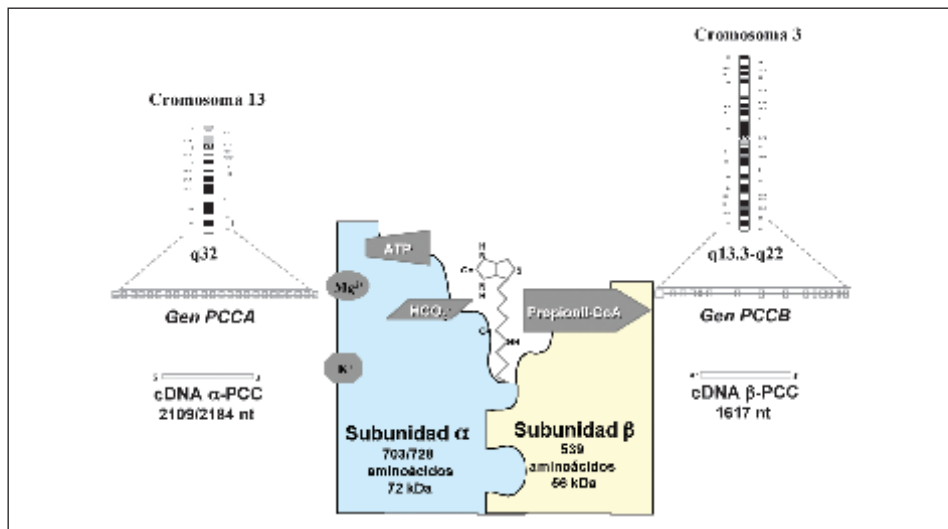 Cromosoma 3
Cromosoma 13
q32
q13.3-q22
ATP
Mg²⁺
HCO₃⁻
Propionil-CoA
K⁺
NH
S
Gen PCCA
Gen PCCB
cDNA α-PCC
2109/2184 nt
cDNA β-PCC
1617 nt
Subunidad α
703/728
aminoácidos
72 kDa
Subunidad β
539
aminoácidos
56 kDa